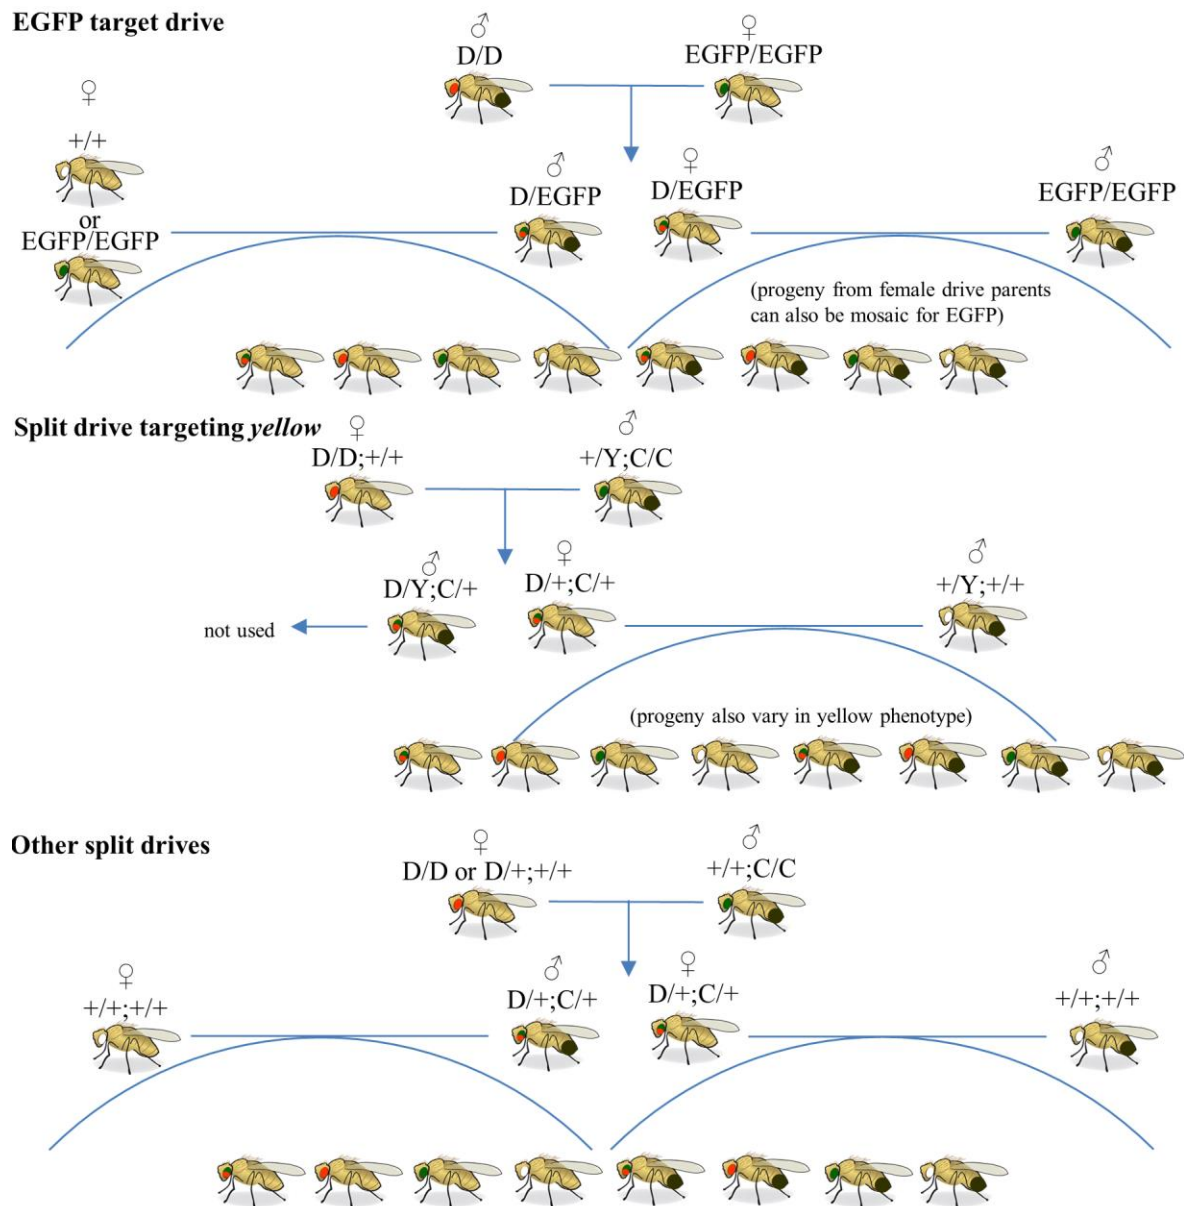 EGFP target drive
♂
D/D
♀
EGFP/EGFP
♀
+/+
or
EGFP/EGFP
♂
D/EGFP
♀
D/EGFP
♂
EGFP/EGFP
(progeny from female drive parents
can also be mosaic for EGFP)
Split drive targeting yellow
♀
D/D;+/+
♂
+/Y;C/C
♂
D/Y;C/+
♀
D/+;C/+
♂
+/Y;+/+
not used
(progeny also vary in yellow phenotype)
Other split drives
♀
D/D or D/+;+/+
♂
+/+;C/C
♀
+/+;+/+
♂
D/+;C/+
♀
D/+;C/+
♂
+/+;+/+